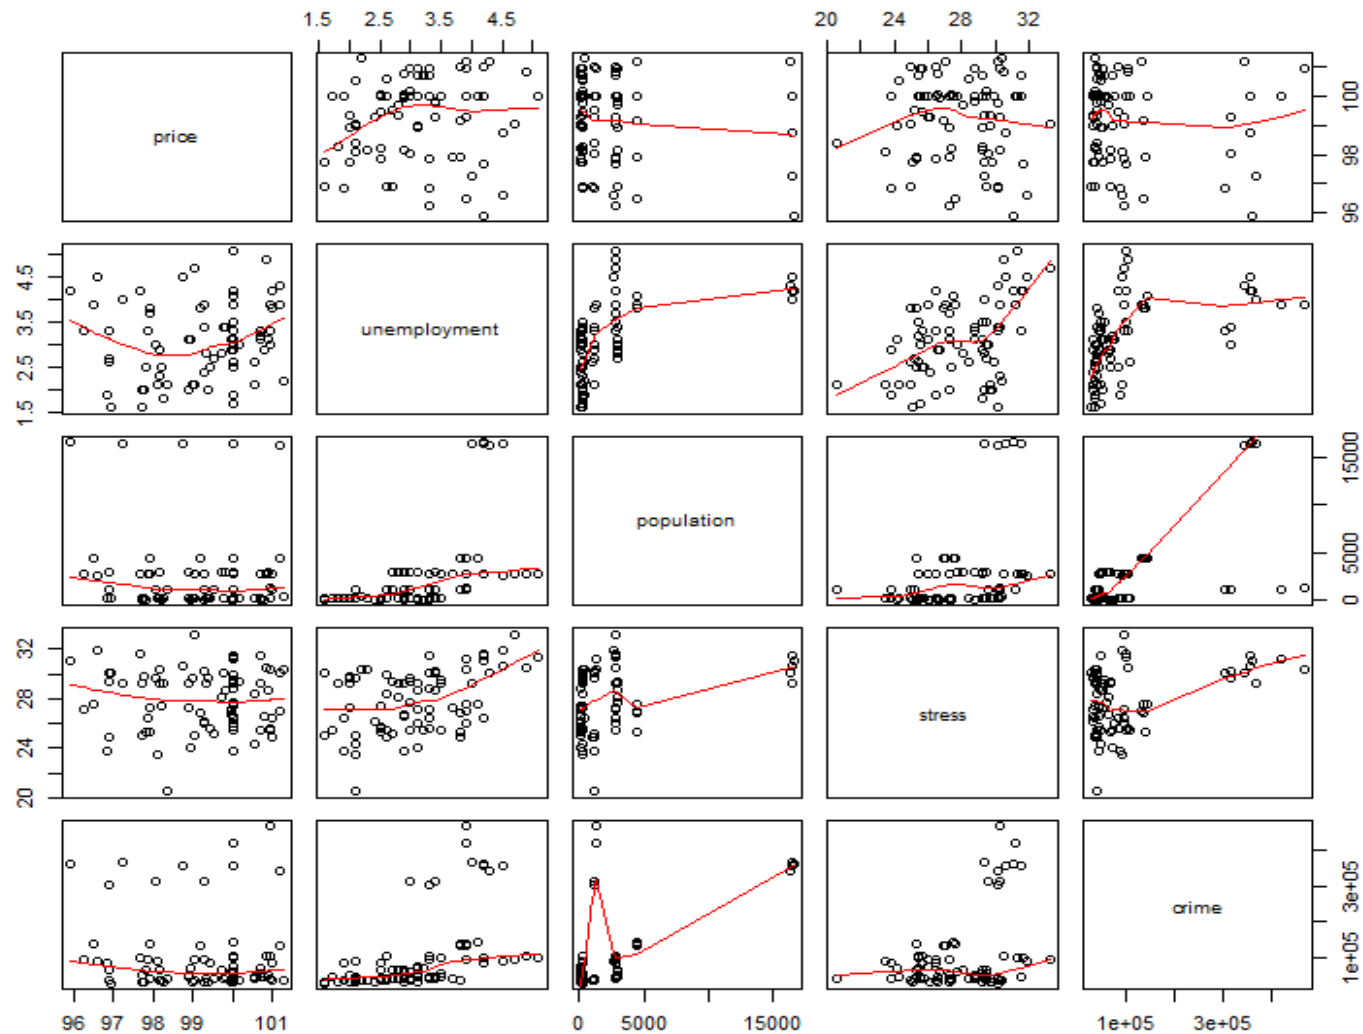 1.5 2.5 3.5 4.5 20 24 28 32
price 96 98 100
1.5 2.5 3.5 4.5 unemployment
population 0 5000 15000
20 24 28 32 stress
crime 1e+05 3e+05
96 97 98 99 101 0 5000 15000 1e+05 3e+05